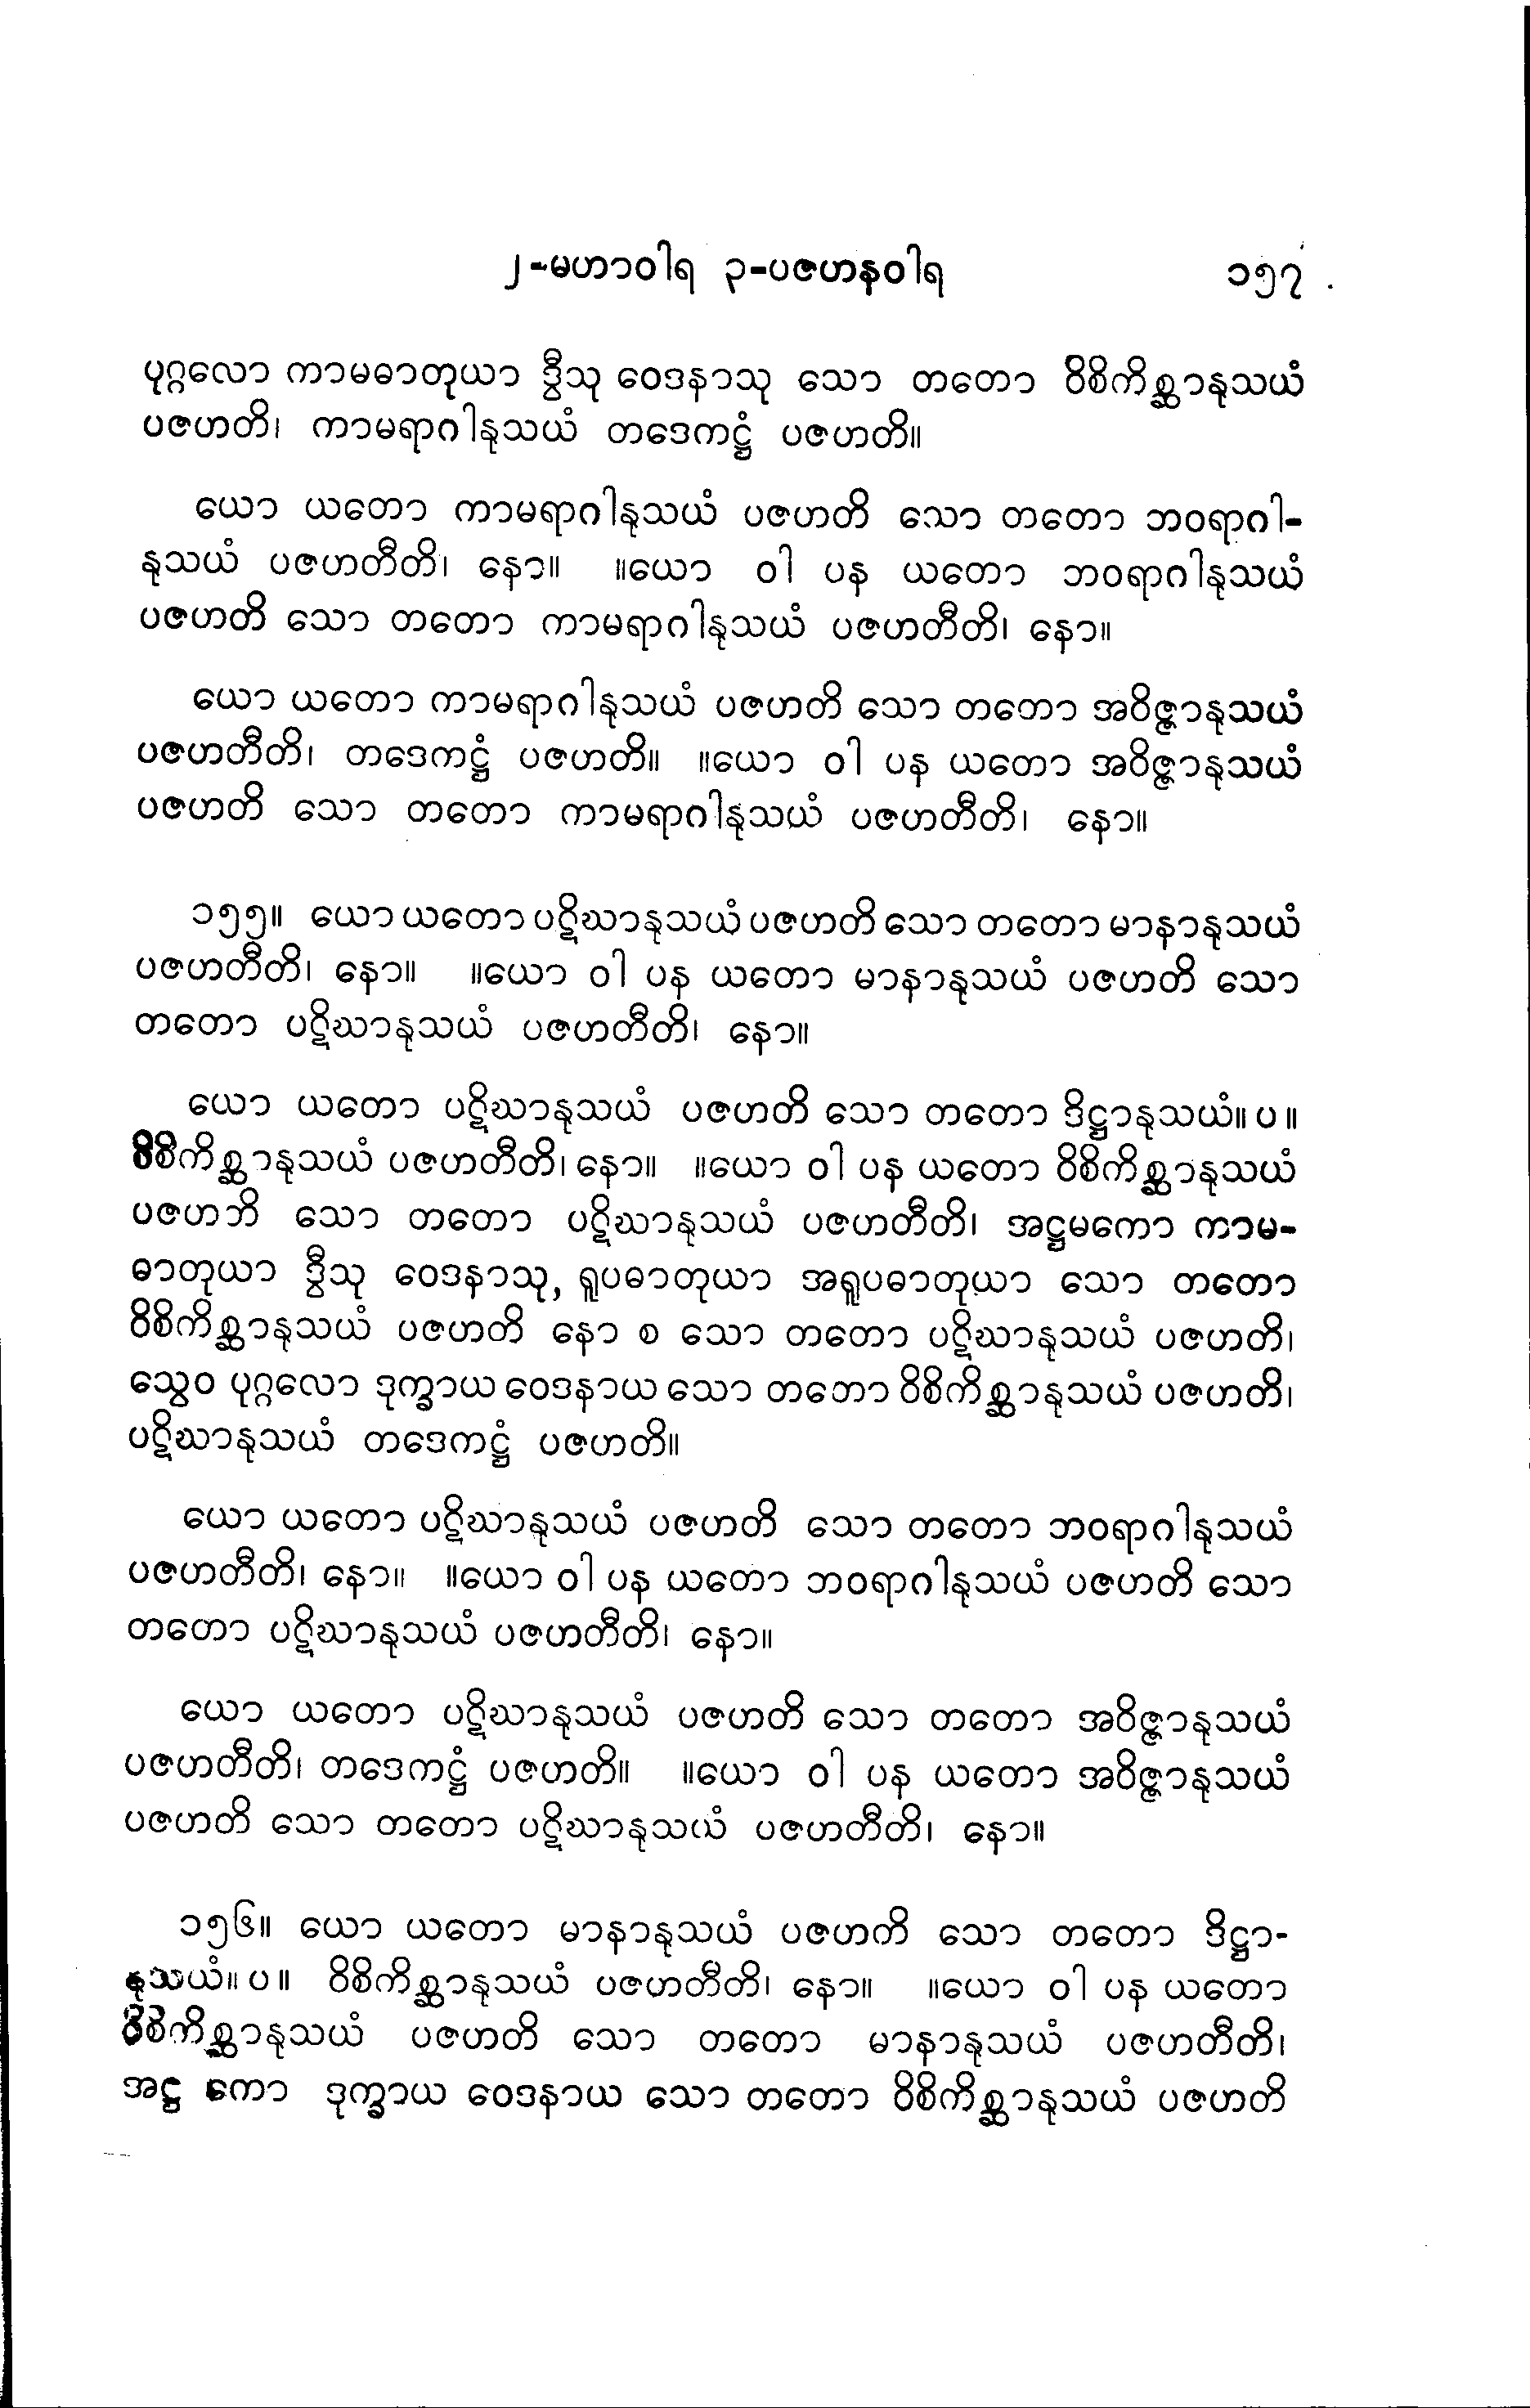 ၂-မဟာဝါရ ၃-ပဇဟနဝါရ ၁၅၇
ပုဂ္ဂလော ကာမဓာတုယာ ဒွီသု ဝေဒနာသု သော တတော ဝိစိကိစ္ဆာနုသယံ
ပဇဟတိ၊ ကာမရာဂါနုသယံ တဒေကဋ္ဌံ ပဇဟတိ။
ယော ယတော ကာမရာဂါနုသယံ ပဇဟတိ သော တတော ဘဝရာဂါ-
နုသယံ ပဇဟတီတိ၊ နော။ ။ယော ဝါ ပန ယတော ဘဝရာဂါနုသယံ
ပဇဟတိ သော တတော ကာမရာဂါနုသယံ ပဇဟတီတိ၊ နော။
ယော ယတော ကာမရာဂါနုသယံ ပဇဟတိ သော တတော အဝိဇ္ဇာနုသယံ
ပဇဟတီတိ၊ တဒေကဋ္ဌံ ပဇဟတိ။ ။ယော ဝါ ပန ယတော အဝိဇ္ဇာနုသယံ
ပဇဟတိ သော တတော ကာမရာဂါနုသယံ ပဇဟတီတိ၊ နော။
၁၅၅။ ယော ယတော ပဋိဃာနုသယံ ပဇဟတိ သော တတော မာနာနုသယံ
ပဇဟတီတိ၊ နော။ ။ယော ဝါ ပန ယတော မာနာနုသယံ ပဇဟတိ သော
တတော ပဋိဃာနုသယံ ပဇဟတီတိ၊ နော။
ယော ယတော ပဋိဃာနုသယံ ပဇဟတိ သော တတော ဒိဋ္ဌာနုသယံ။ ပ ။
ဝိစိကိစ္ဆာနုသယံ ပဇဟတီတိ၊ နော။ ။ယော ဝါ ပန ယတော ဝိစိကိစ္ဆာနုသယံ
ပဇဟတိ သော တတော ပဋိဃာနုသယံ ပဇဟတီတိ၊ အဋ္ဌမကော ကာမ-
ဓာတုယာ ဒွီသု ဝေဒနာသု, ရူပဓာတုယာ အရူပဓာတုယာ သော တတော
ဝိစိကိစ္ဆာနုသယံ ပဇဟတိ နော စ သော တတော ပဋိဃာနုသယံ ပဇဟတိ၊
သွေဝ ပုဂ္ဂလော ဒုက္ခာယ ဝေဒနာယ သော တတော ဝိစိကိစ္ဆာနုသယံ ပဇဟတိ၊
ပဋိဃာနုသယံ တဒေကဋ္ဌံ ပဇဟတိ။
ယော ယတော ပဋိဃာနုသယံ ပဇဟတိ သော တတော ဘဝရာဂါနုသယံ
ပဇဟတီတိ၊ နော။ ။ယော ဝါ ပန ယတော ဘဝရာဂါနုသယံ ပဇဟတိ သော
တတော ပဋိဃာနုသယံ ပဇဟတီတိ၊ နော။
ယော ယတော ပဋိဃာနုသယံ ပဇဟတိ သော တတော အဝိဇ္ဇာနုသယံ
ပဇဟတီတိ၊ တဒေကဋ္ဌံ ပဇဟတိ။ ။ယော ဝါ ပန ယတော အဝိဇ္ဇာနုသယံ
ပဇဟတိ သော တတော ပဋိဃာနုသယံ ပဇဟတီတိ၊ နော။
၁၅၆။ ယော ယတော မာနာနုသယံ ပဇဟတိ သော တတော ဒိဋ္ဌာ-
နုသယံ။ ပ ။ ဝိစိကိစ္ဆာနုသယံ ပဇဟတီတိ၊ နော။ ။ယော ဝါ ပန ယတော
ဝိစိကိစ္ဆာနုသယံ ပဇဟတိ သော တတော မာနာနုသယံ ပဇဟတီတိ၊
ဒုက္ခာယ ဝေဒနာယ သော တတော ဝိစိကိစ္ဆာနုသယံ ပဇဟတိ